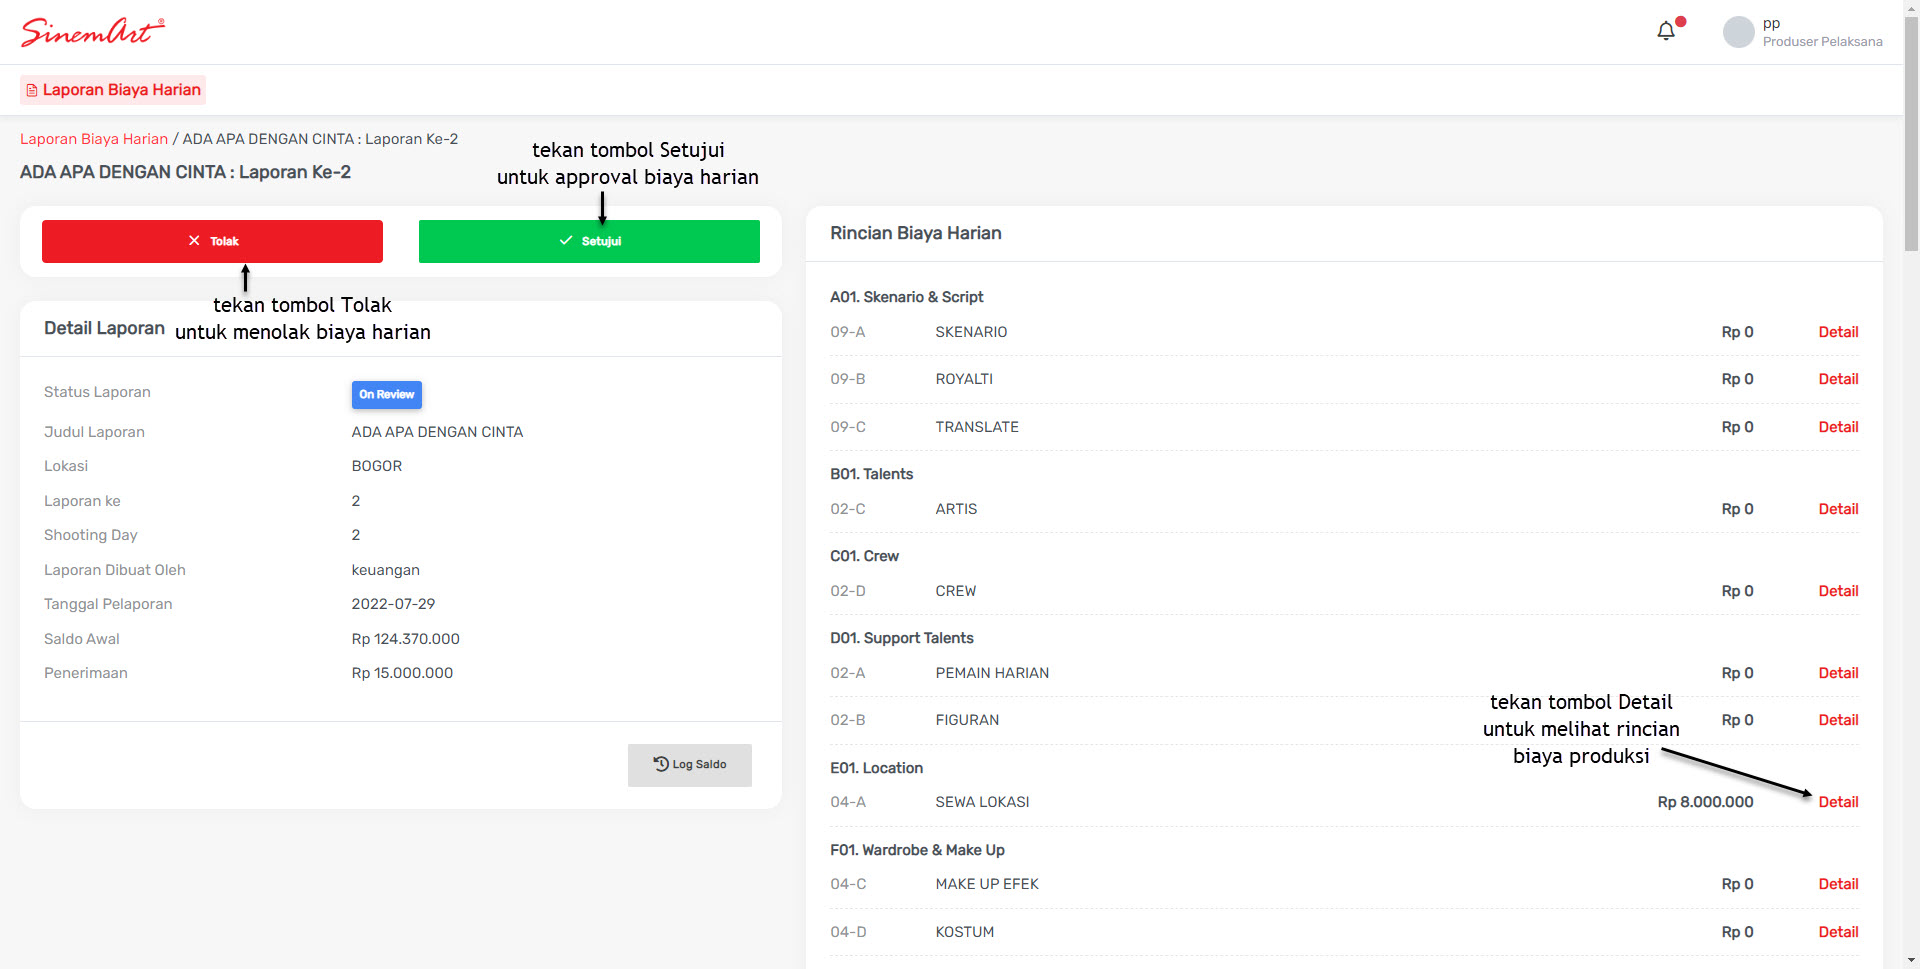 SinemArt®
pp
Produser Pelaksana
Laporan Biaya Harian
Laporan Biaya Harian / ADA APA DENGAN CINTA : Laporan Ke-2
ADA APA DENGAN CINTA : Laporan Ke-2
tekan tombol Setujui
untuk approval biaya harian
Tolak
Setujui
tekan tombol Tolak
untuk menolak biaya harian
Detail Laporan
Status Laporan On Review
Judul Laporan ADA APA DENGAN CINTA
Lokasi BOGOR
Laporan ke 2
Shooting Day 2
Laporan Dibuat Oleh keuangan
Tanggal Pelaporan 2022-07-29
Saldo Awal Rp 124.370.000
Penerimaan Rp 15.000.000
Log Saldo
Rincian Biaya Harian
A01. Skenario & Script
09-A SKENARIO Rp 0 Detail
09-B ROYALTI Rp 0 Detail
09-C TRANSLATE Rp 0 Detail
B01. Talents
02-C ARTIS Rp 0 Detail
C01. Crew
02-D CREW Rp 0 Detail
D01. Support Talents
02-A PEMAIN HARIAN Rp 0 Detail
02-B FIGURAN Rp 0 Detail
tekan tombol Detail
untuk melihat rincian
biaya produksi
E01. Location
04-A SEWA LOKASI Rp 8.000.000 Detail
F01. Wardrobe & Make Up
04-C MAKE UP EFEK Rp 0 Detail
04-D KOSTUM Rp 0 Detail